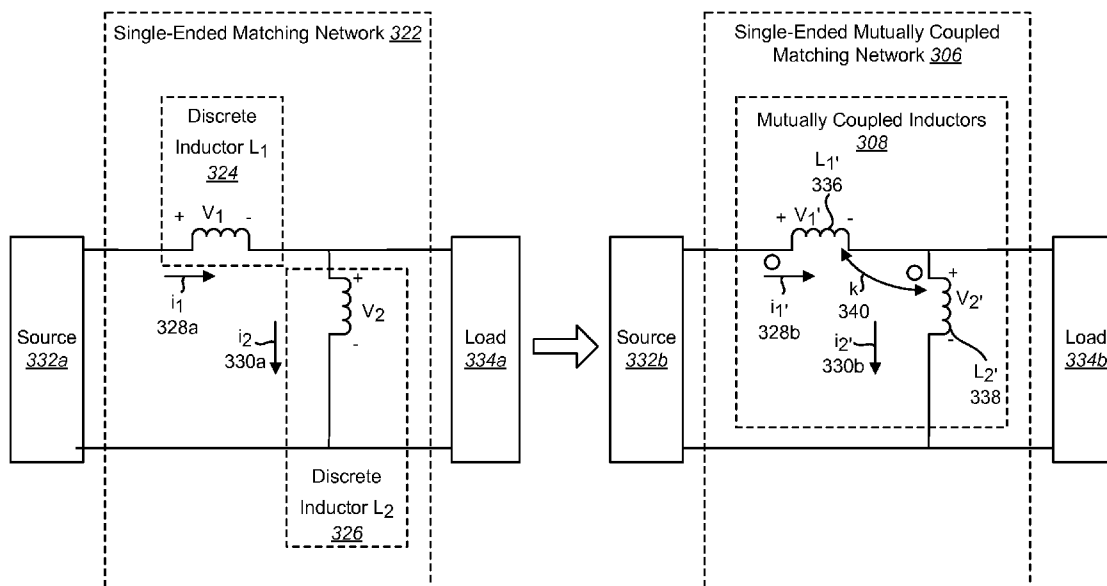 Single-Ended Matching Network 322
Discrete
Inductor L1
324
+ V1 -
i1
328a
i2
330a
+
V2
-
Source
332a
Load
334a
Discrete
Inductor L2
326
Single-Ended Mutually Coupled
Matching Network 306
Mutually Coupled Inductors
308
L1'
336
+ V1' -
i1'
328b
k
340
i2'
330b
+
V2'
-
L2'
338
Source
332b
Load
334b